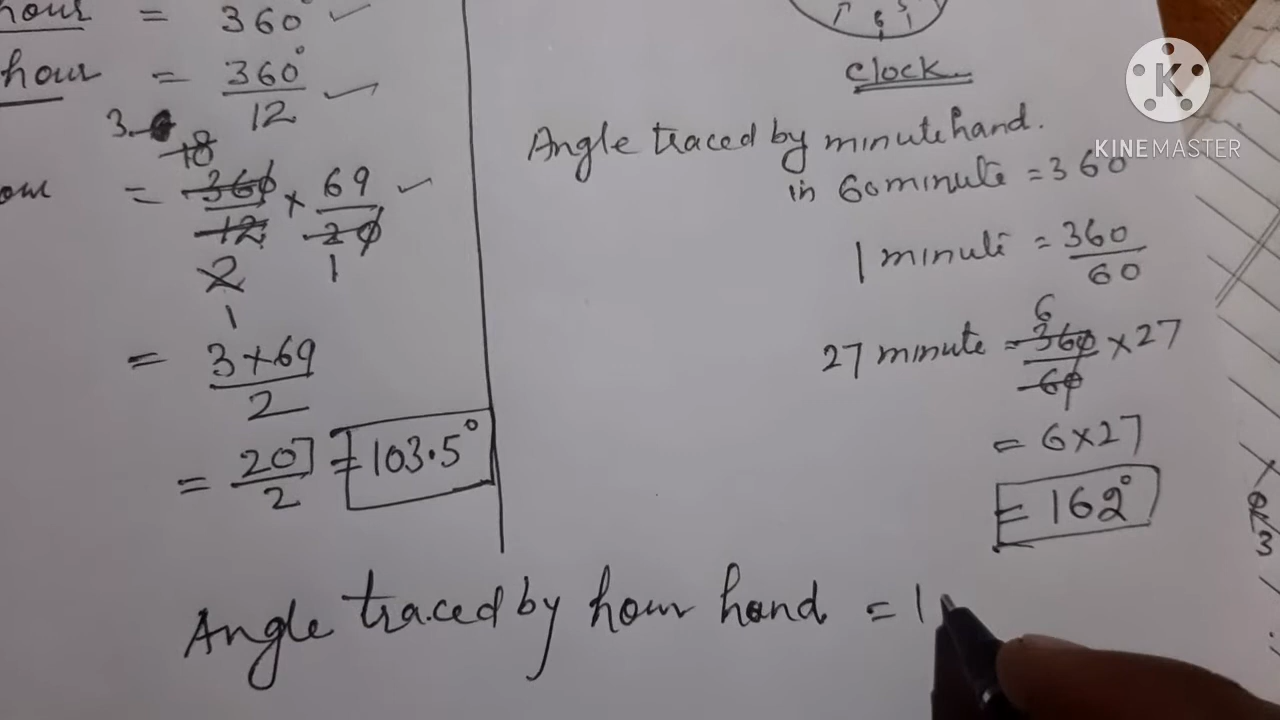 hour = 360°
hour = 360°/12
3
18
= 360/12 × 69/20
2 1
1
= 3×69/2
= 207/2 = 103.5°
Clock
Angle traced by minute hand.
in 60 minute = 360
1 minute = 360/60
6
27 minute = 360/60 × 27
= 6×27
= 162°
Angle traced by hour hand = 1
K
KINEMASTER